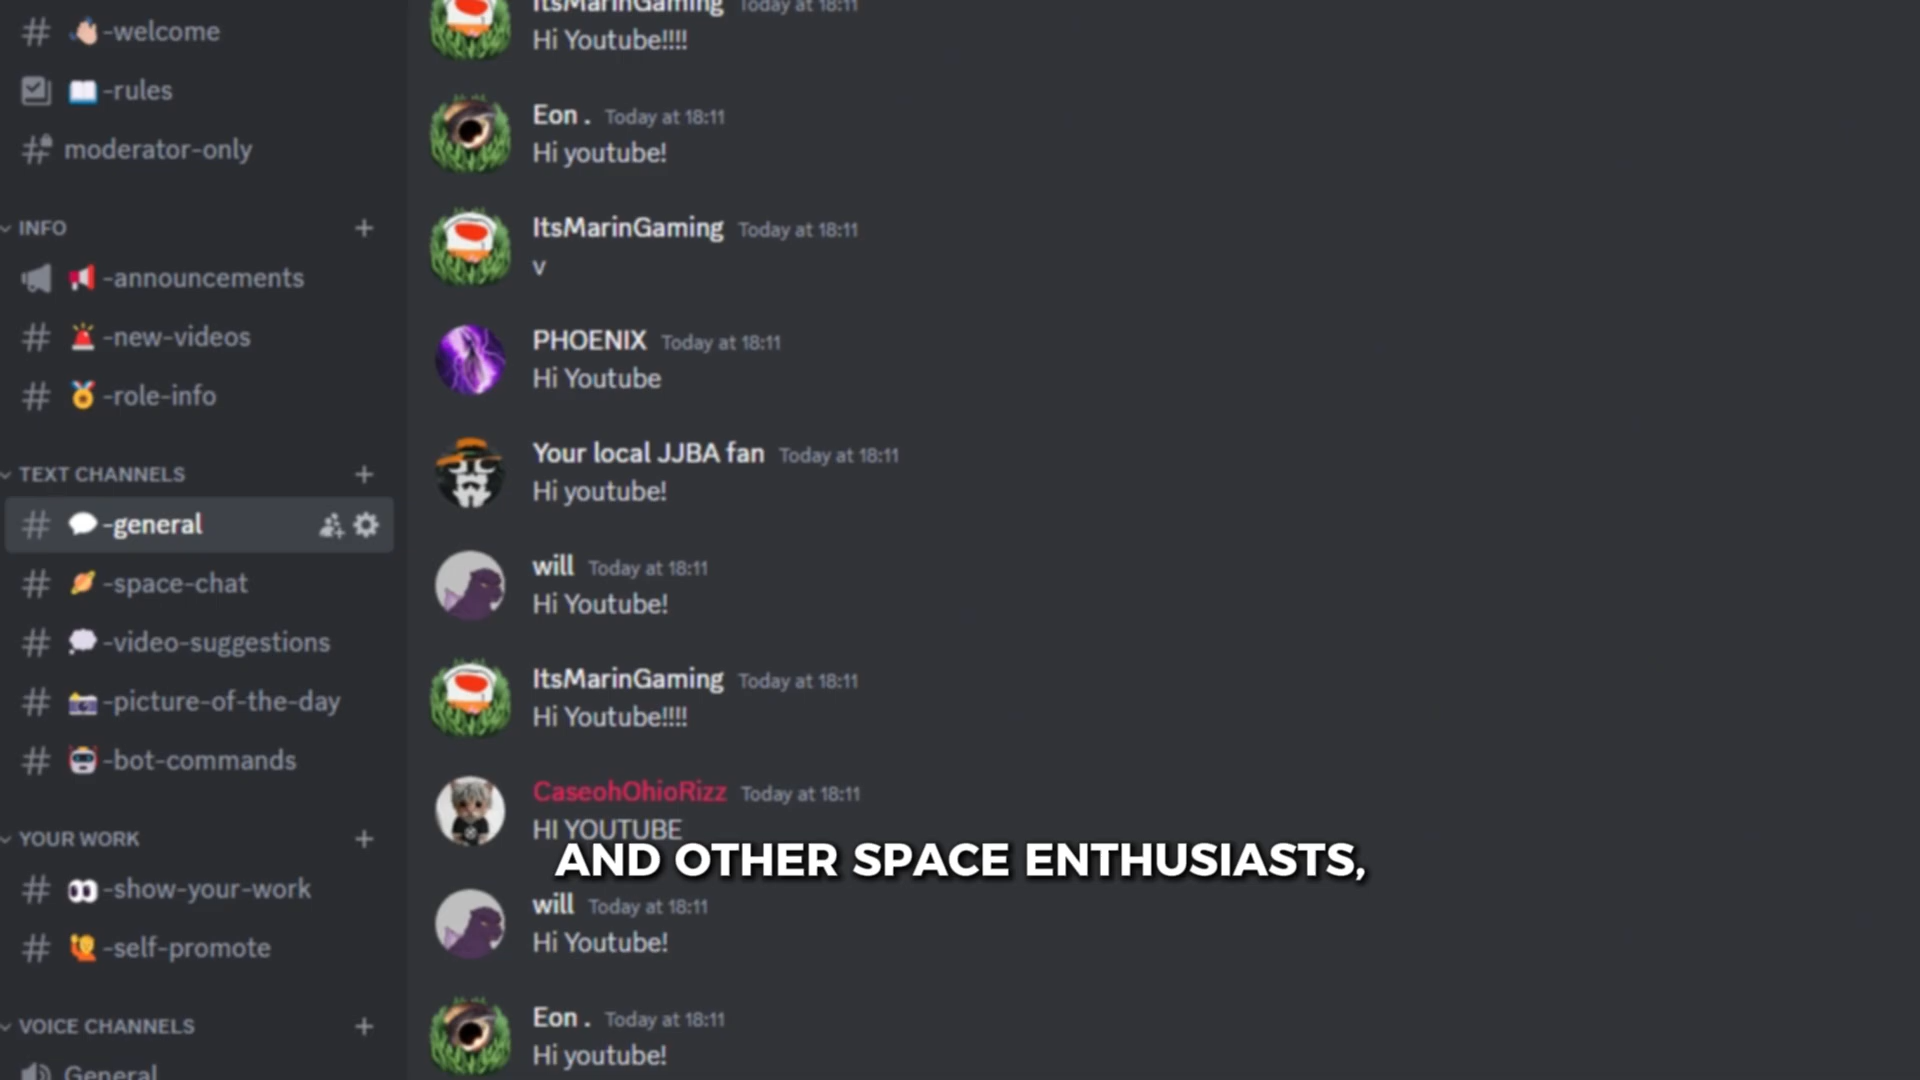 -welcome
-rules
moderator-only
INFO
-announcements
-new-videos
-role-info
TEXT CHANNELS
-general
-space-chat
-video-suggestions
-picture-of-the-day
-bot-commands
YOUR WORK
-show-your-work
-self-promote
VOICE CHANNELS
General
ItsMarinGaming Today at 18:11
Hi Youtube!!!!
Eon . Today at 18:11
Hi youtube!
ItsMarinGaming Today at 18:11
v
PHOENIX Today at 18:11
Hi Youtube
Your local JJBA fan Today at 18:11
Hi youtube!
will Today at 18:11
Hi Youtube!
ItsMarinGaming Today at 18:11
Hi Youtube!!!!
CaseohOhioRizz Today at 18:11
HI YOUTUBE
AND OTHER SPACE ENTHUSIASTS,
will Today at 18:11
Hi Youtube!
Eon . Today at 18:11
Hi youtube!